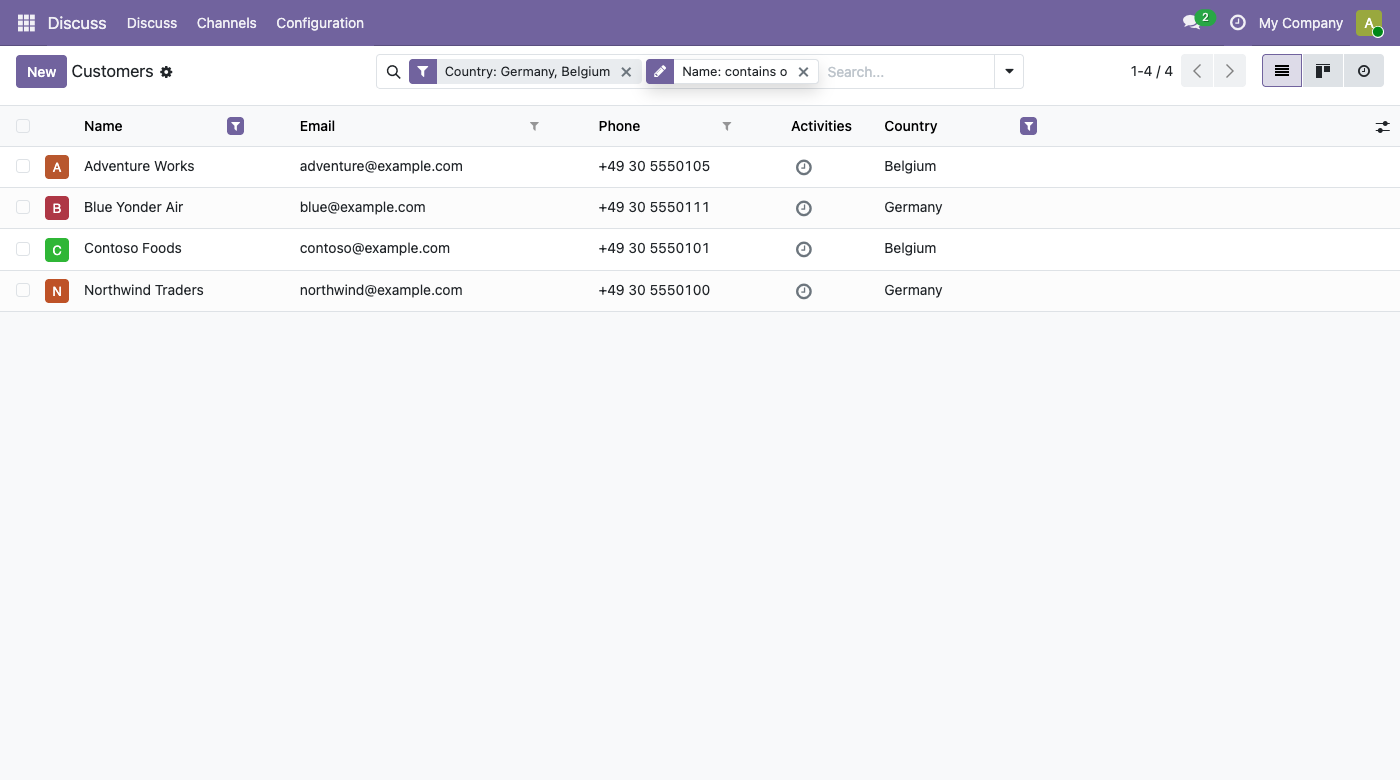 Discuss Discuss Channels Configuration 2 My Company A
New Customers Country: Germany, Belgium Name: contains o Search... 1-4 / 4
Name Email Phone Activities Country
A Adventure Works adventure@example.com +49 30 5550105 Belgium
B Blue Yonder Air blue@example.com +49 30 5550111 Germany
C Contoso Foods contoso@example.com +49 30 5550101 Belgium
N Northwind Traders northwind@example.com +49 30 5550100 Germany